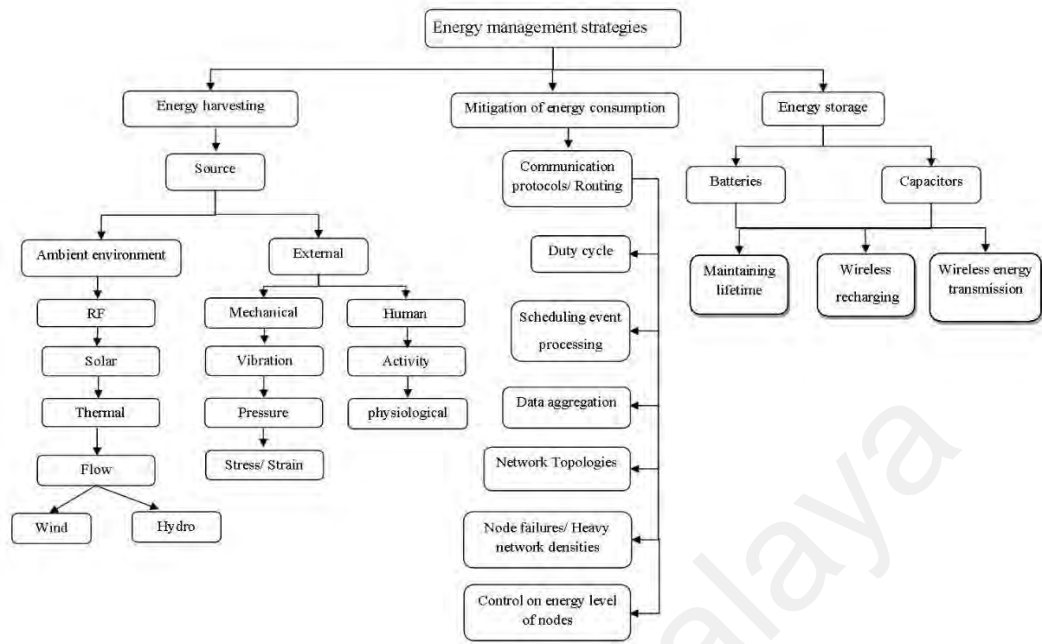 Energy management strategies
Energy harvesting
Mitigation of energy consumption
Energy storage
Source
Communication
protocols/ Routing
Batteries
Capacitors
Ambient environment
External
Duty cycle
Maintaining
lifetime
Wireless
recharging
Wireless energy
transmission
RF
Mechanical
Human
Scheduling event
processing
Solar
Vibration
Activity
Thermal
Pressure
physiological
Data aggregation
Flow
Stress/ Strain
Network Topologies
Wind
Hydro
Node failures/ Heavy
network densities
Control on energy level
of nodes
alaya